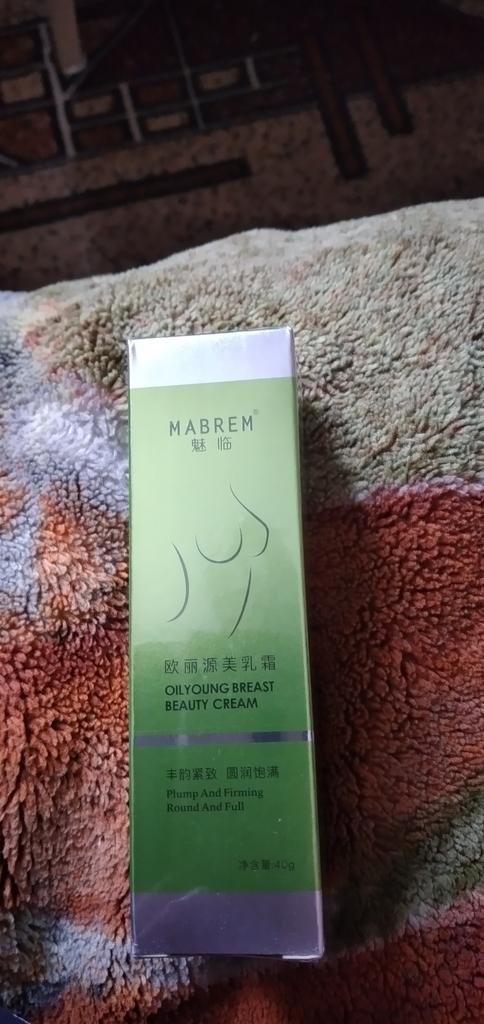 MABREM®
魅临
欧丽源美乳霜
OILYOUNG BREAST
BEAUTY CREAM
丰韵紧致 圆润饱满
Plump And Firming
Round And Full
净含量:40g